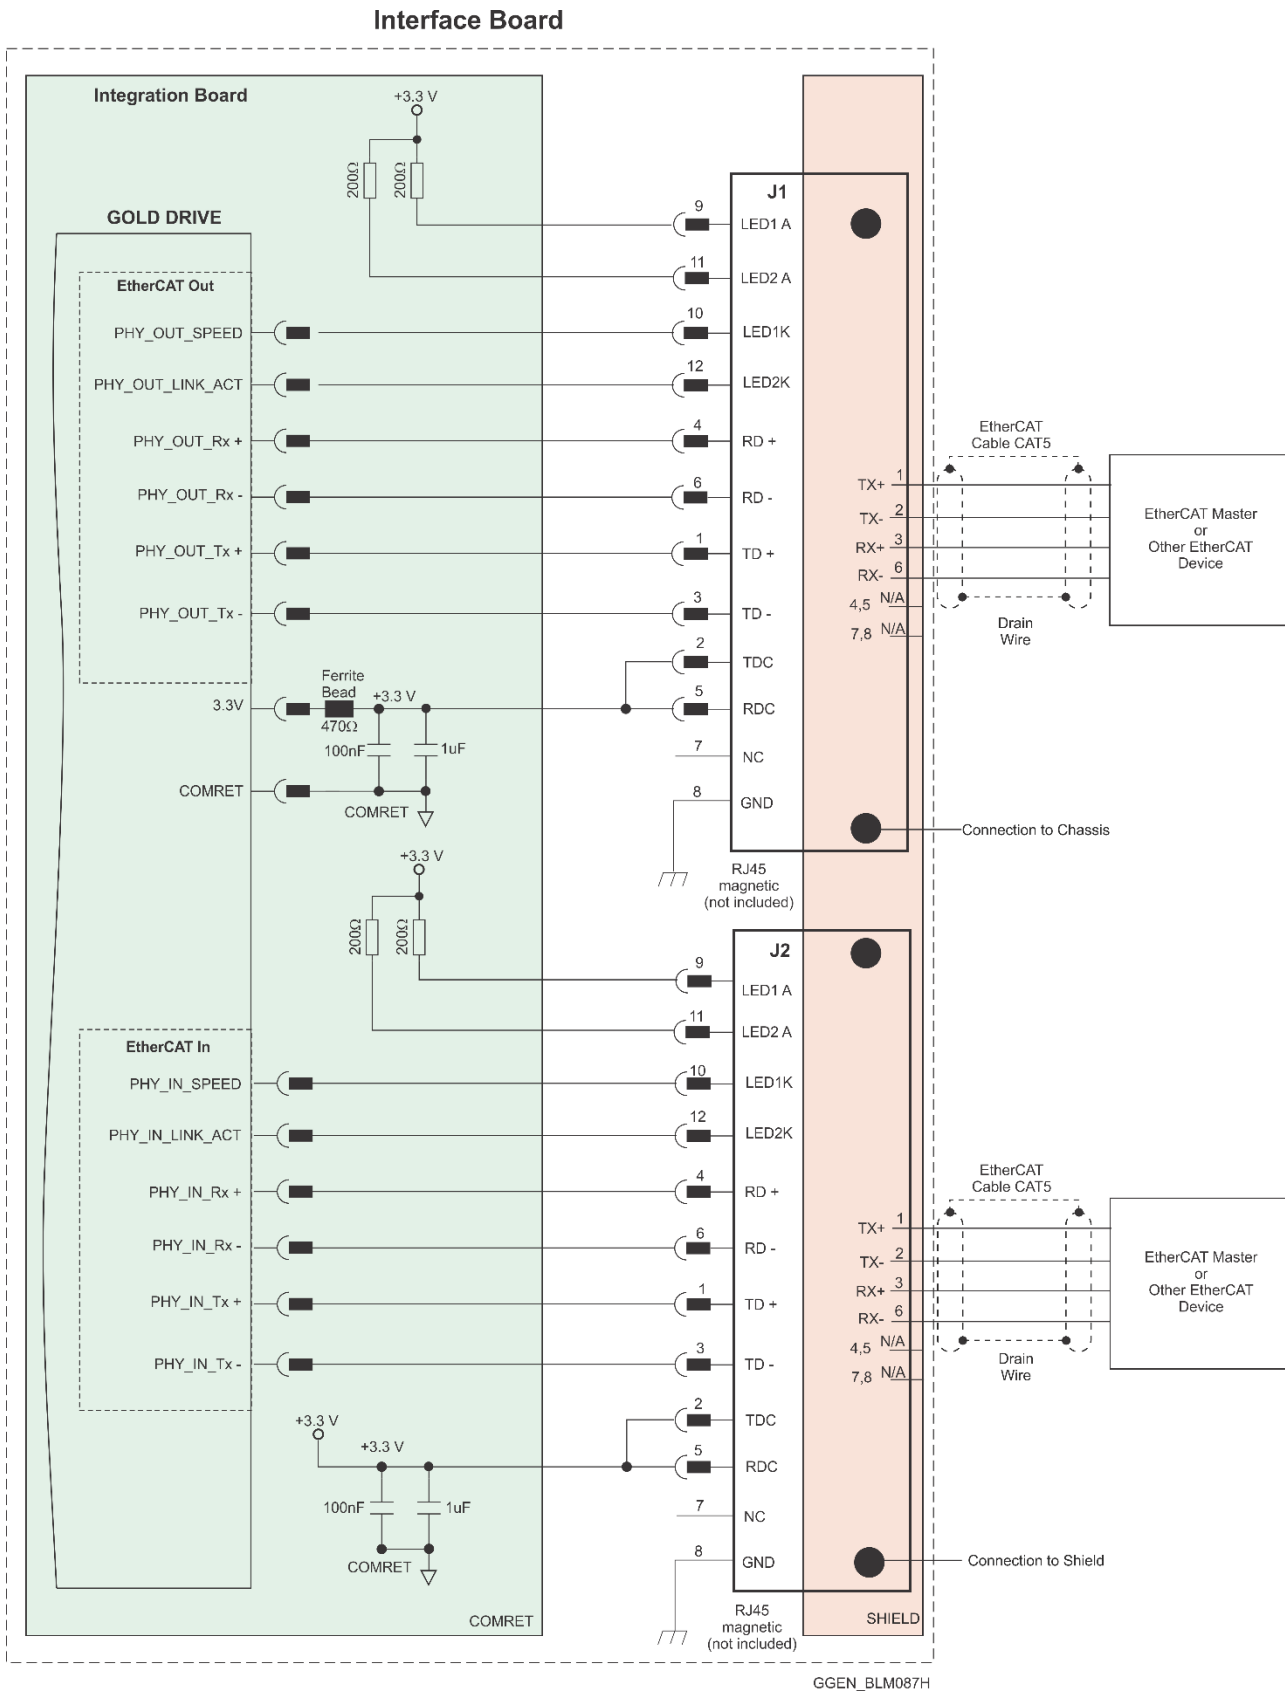 Interface Board
Integration Board
+3.3 V
200Ω
200Ω
GOLD DRIVE
EtherCAT Out
PHY_OUT_SPEED
PHY_OUT_LINK_ACT
PHY_OUT_Rx +
PHY_OUT_Rx -
PHY_OUT_Tx +
PHY_OUT_Tx -
3.3V
Ferrite
Bead
470Ω
+3.3 V
100nF
1uF
COMRET
COMRET
J1
9
LED1 A
11
LED2 A
10
LED1K
12
LED2K
4
RD +
6
RD -
1
TD +
3
TD -
2
TDC
5
RDC
7
NC
8
GND
RJ45
magnetic
(not included)
TX+ 1
TX- 2
RX+ 3
RX- 6
4,5 N/A
7,8 N/A
EtherCAT
Cable CAT5
Drain
Wire
EtherCAT Master
or
Other EtherCAT
Device
Connection to Chassis
+3.3 V
200Ω
200Ω
EtherCAT In
PHY_IN_SPEED
PHY_IN_LINK_ACT
PHY_IN_Rx +
PHY_IN_Rx -
PHY_IN_Tx +
PHY_IN_Tx -
+3.3 V
+3.3 V
100nF
1uF
COMRET
COMRET
J2
9
LED1 A
11
LED2 A
10
LED1K
12
LED2K
4
RD +
6
RD -
1
TD +
3
TD -
2
TDC
5
RDC
7
NC
8
GND
RJ45
magnetic
(not included)
TX+ 1
TX- 2
RX+ 3
RX- 6
4,5 N/A
7,8 N/A
EtherCAT
Cable CAT5
Drain
Wire
EtherCAT Master
or
Other EtherCAT
Device
Connection to Shield
SHIELD
GGEN_BLM087H